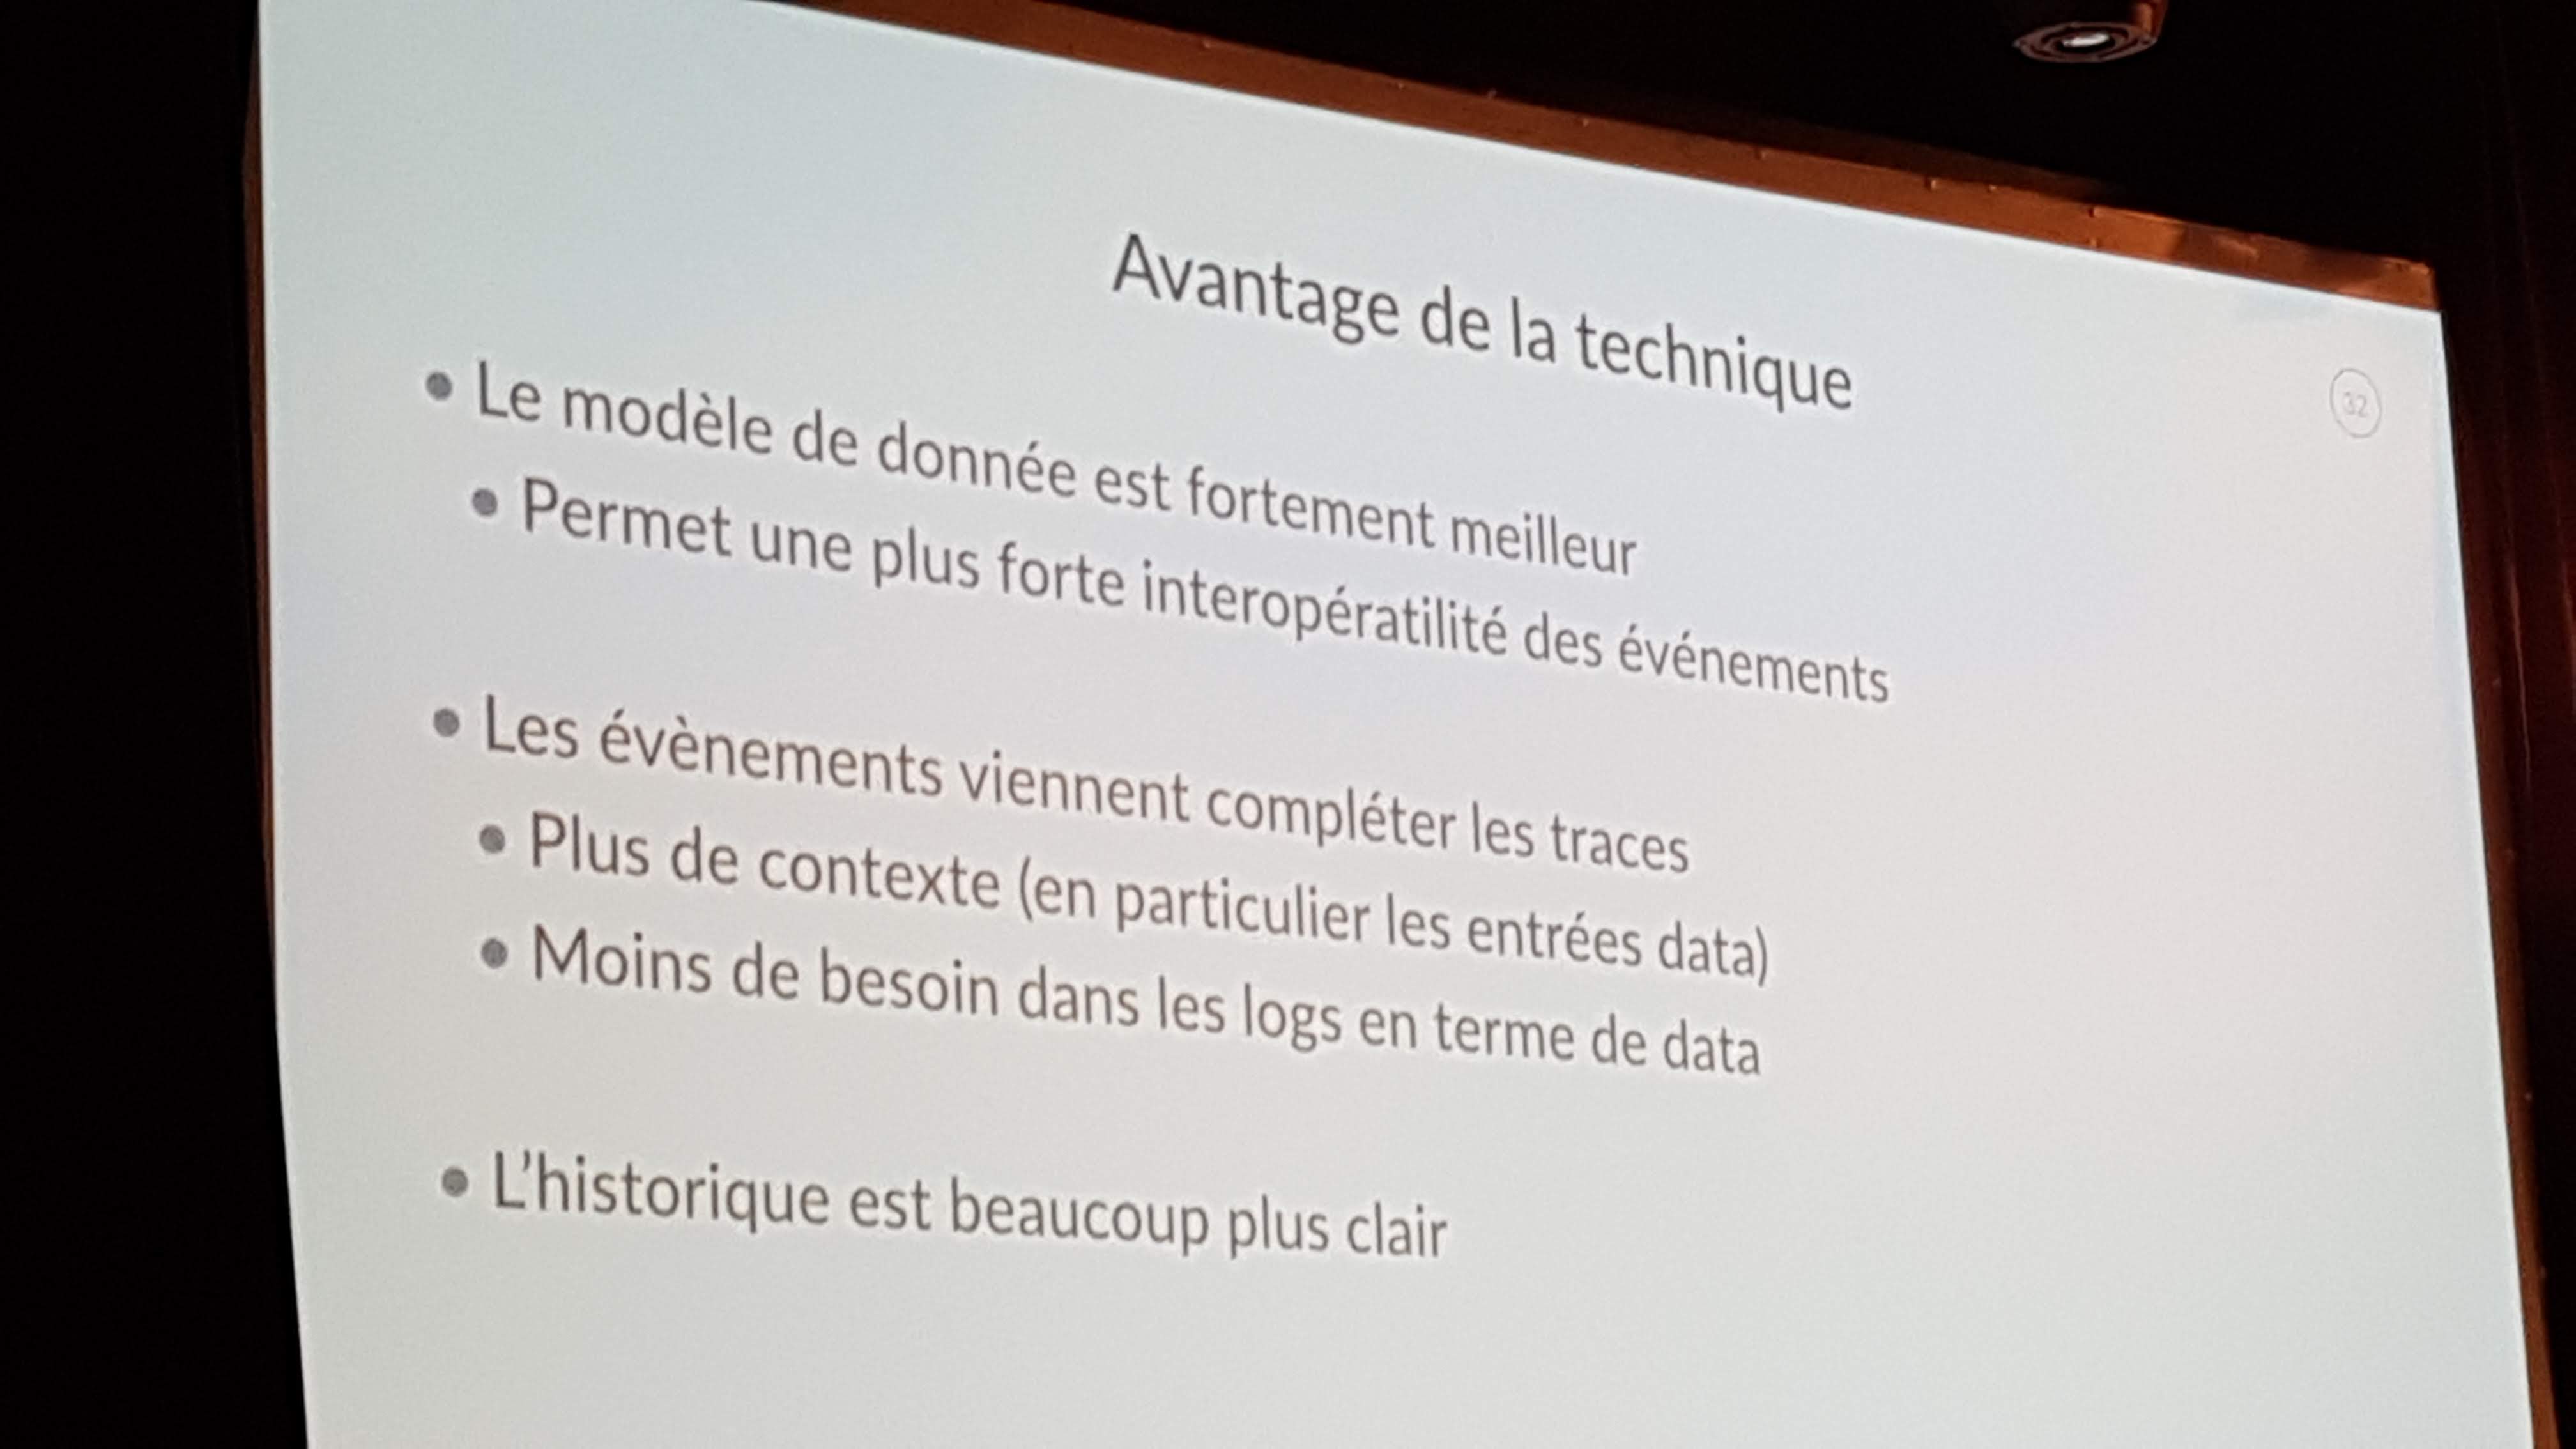 Avantage de la technique
32
• Le modèle de donnée est fortement meilleur
• Permet une plus forte interopératilité des événements
• Les évènements viennent compléter les traces
• Plus de contexte (en particulier les entrées data)
• Moins de besoin dans les logs en terme de data
• L'historique est beaucoup plus clair